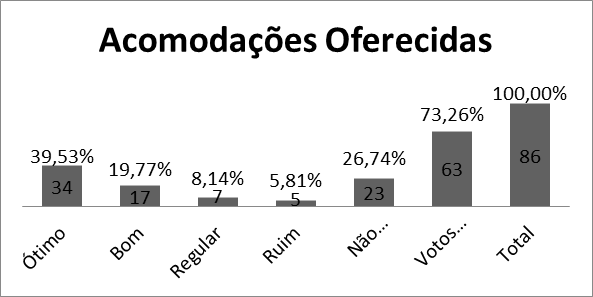 Acomodações Oferecidas
100,00%
73,26%
39,53%
19,77%
8,14%
5,81%
26,74%
34
17
7
5
23
63
86
Ótimo
Bom
Regular
Ruim
Não...
Votos...
Total